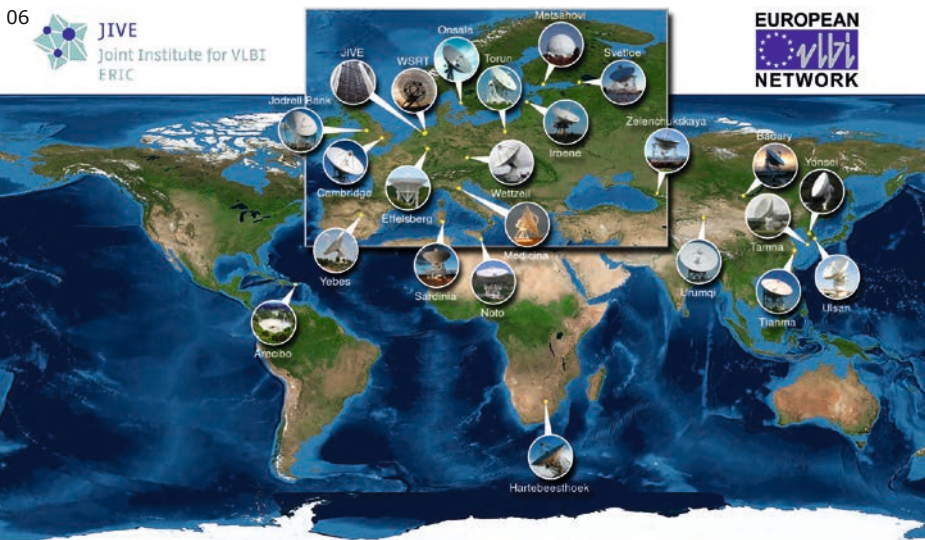 06
JIVE
Joint Institute for VLBI
ERIC
EUROPEAN
vlbi
NETWORK
Metsahovi
Onsala
JIVE
WSRT
Torun
Svetloe
Jodrell Bank
Zelenchukskaya
Badary
Yonsei
Irbene
Cambridge
Wettzell
Effelsberg
Medicina
Tamna
Yebes
Sardinia
Noto
Urumqi
Tianma
Ulsan
Arecibo
Hartebeesthoek